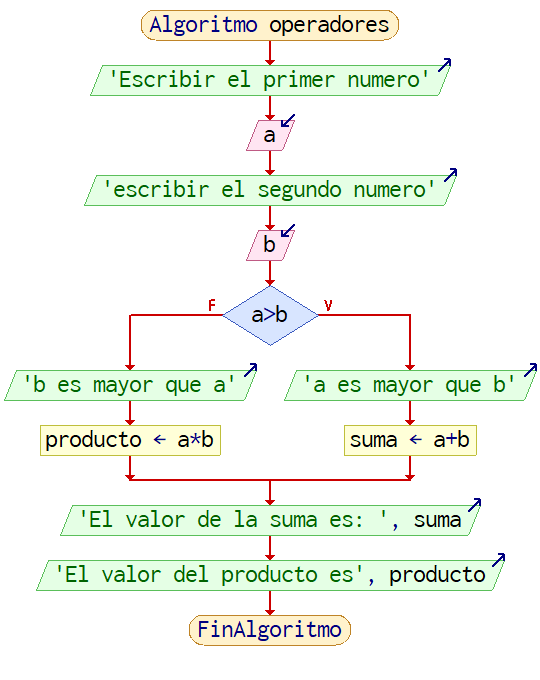 Algoritmo operadores
'Escribir el primer numero'
a
'escribir el segundo numero'
b
F
a>b
V
'b es mayor que a'
'a es mayor que b'
producto ← a*b
suma ← a+b
'El valor de la suma es: ', suma
'El valor del producto es', producto
FinAlgoritmo